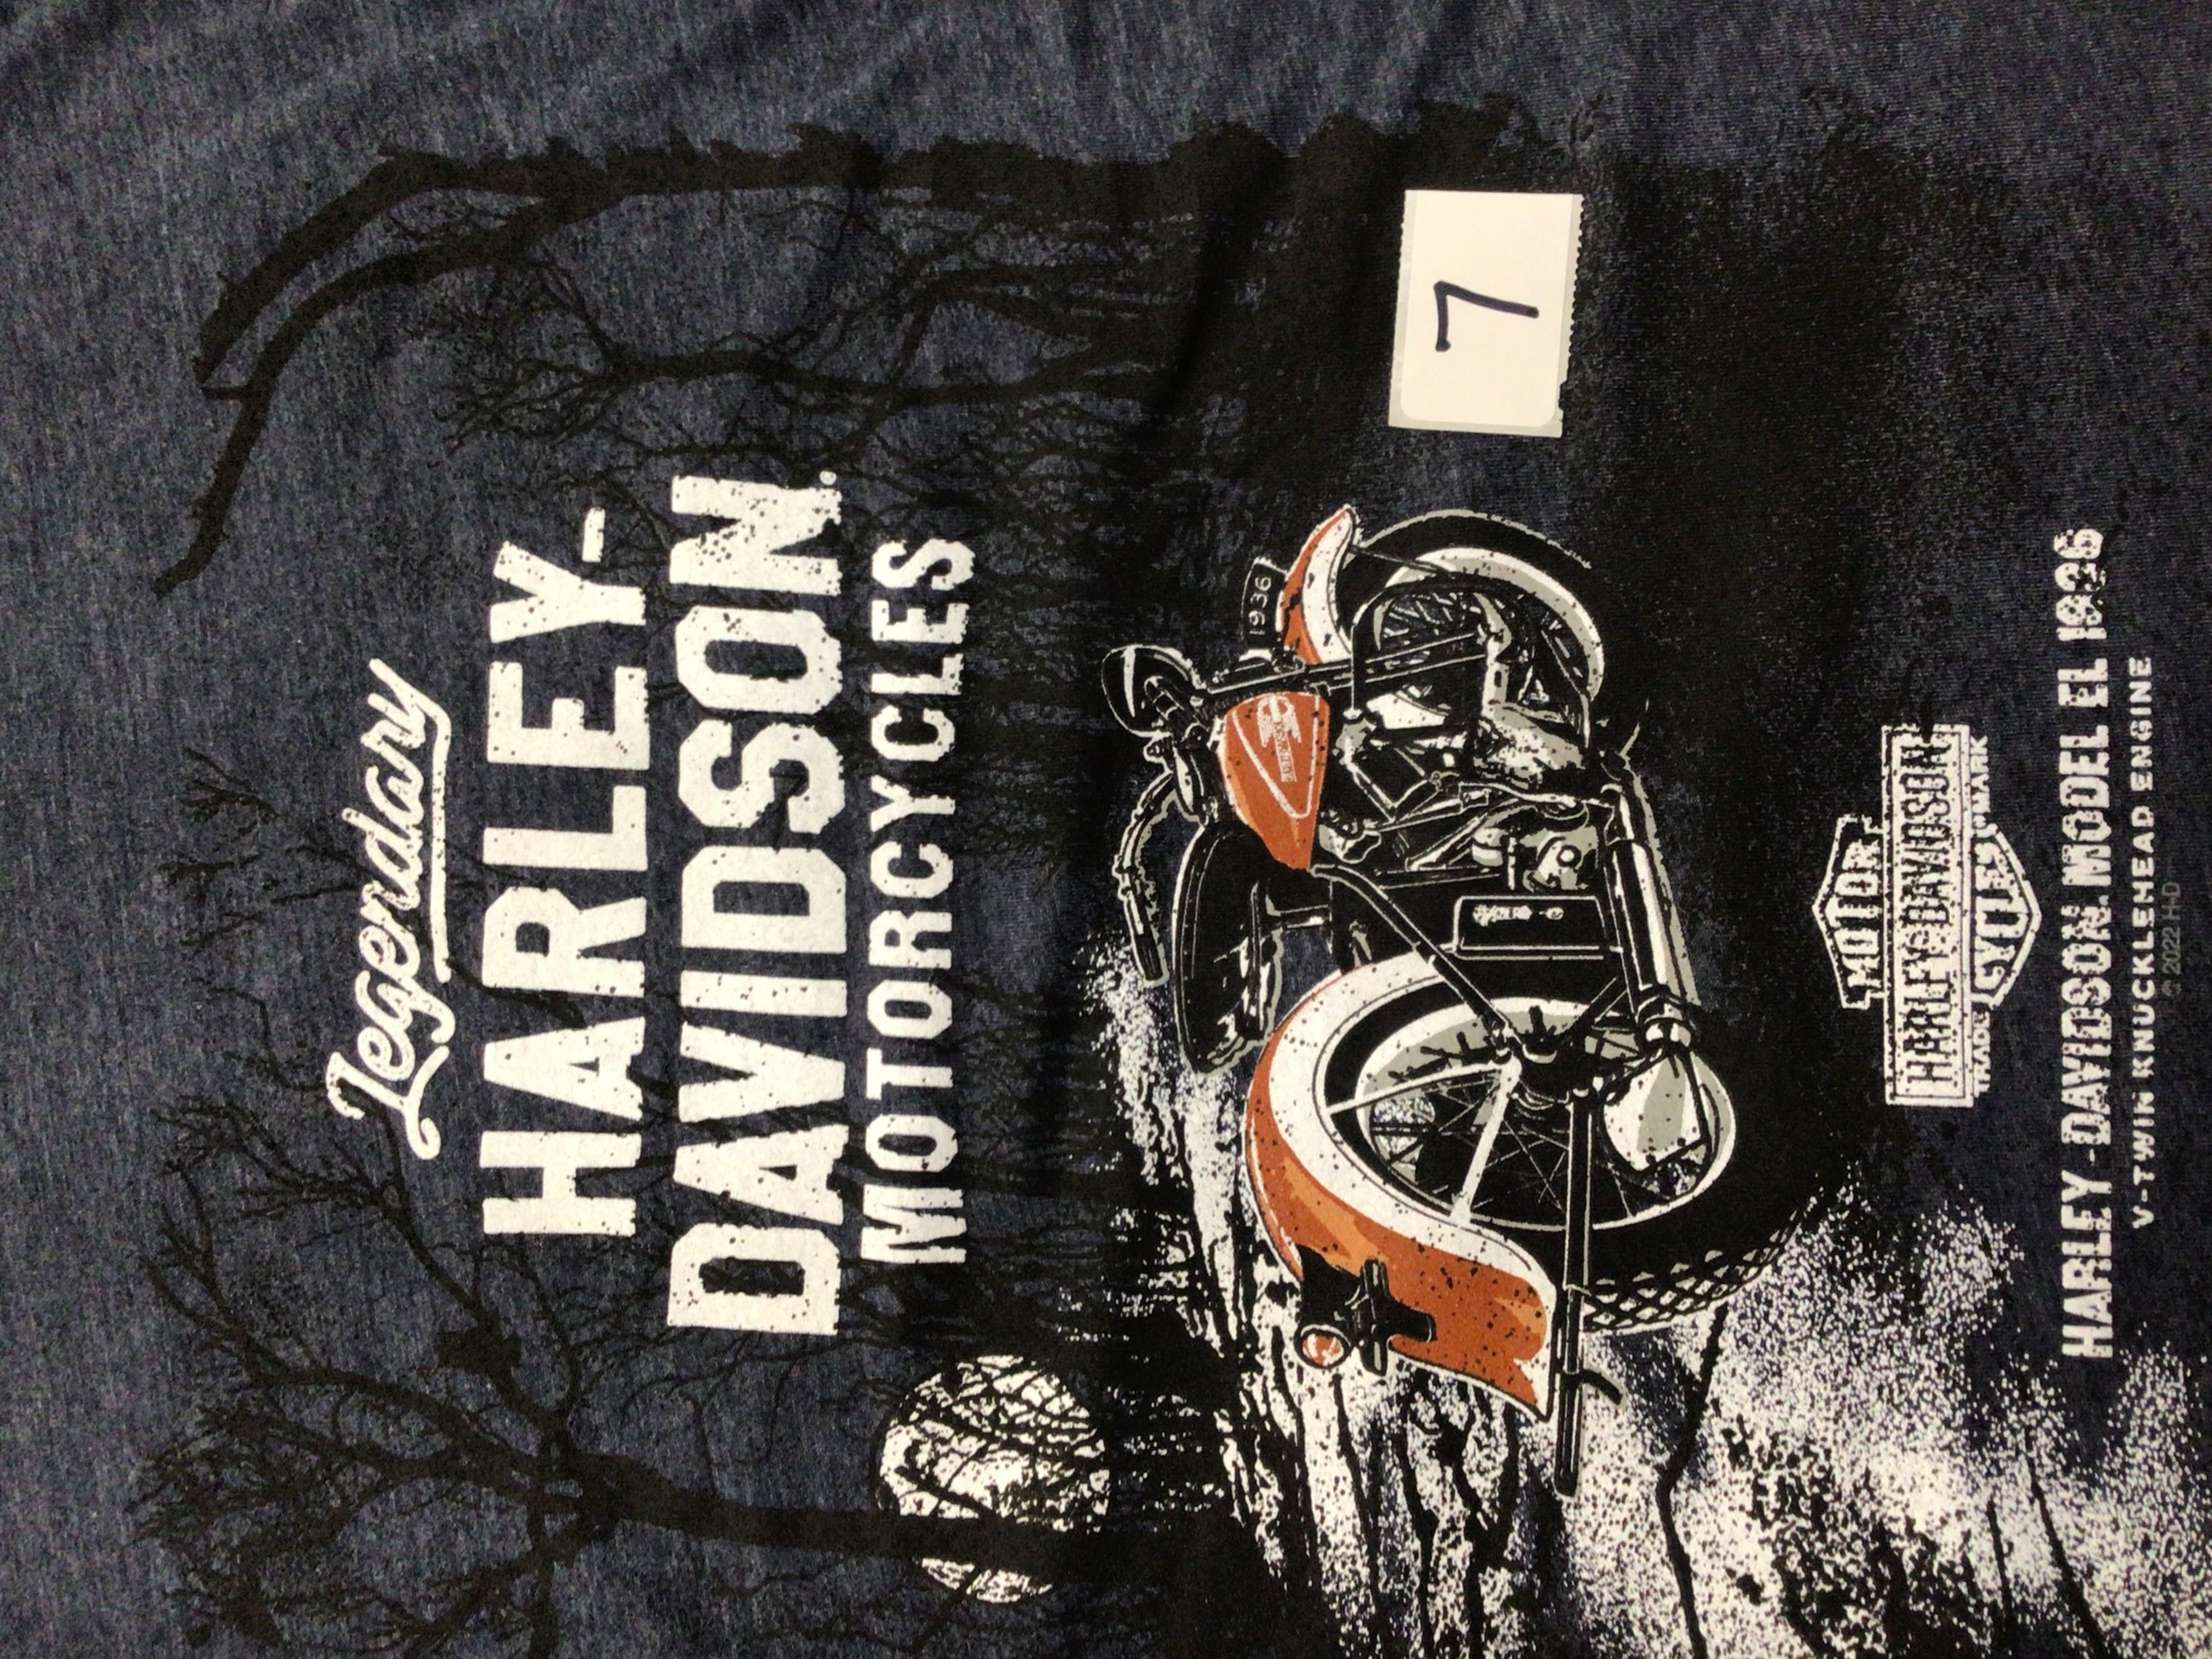 Legendary
HARLEY-
DAVIDSON
MOTORCYCLES
7
1936
MOTOR
HARLEY-DAVIDSON
TRADE MARK
CYCLES
HARLEY-DAVIDSON MODEL EL 1936
V-TWIN KNUCKLEHEAD ENGINE
© 2022 H-D